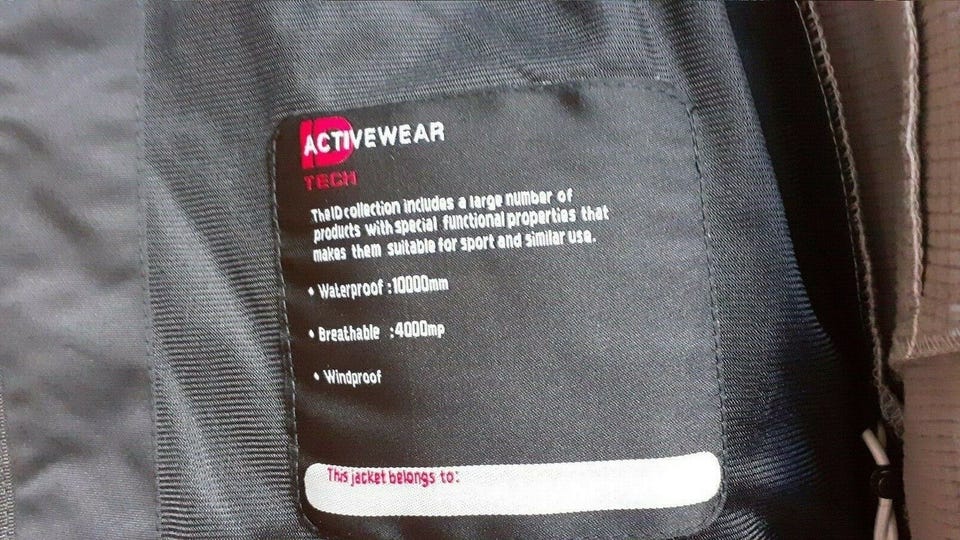 ID
ACTIVEWEAR
TECH
The ID collection includes a large number of
products with special functional properties that
makes them suitable for sport and similar use.
• Waterproof :10000mm
• Breathable :4000mp
• Windproof
This jacket belongs to: